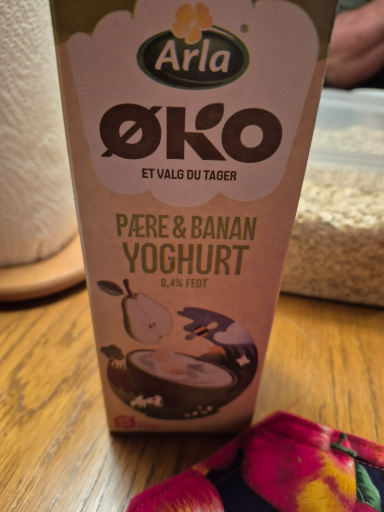 Arla®
ØKO
ET VALG DU TAGER
PÆRE & BANAN
YOGHURT
0,4% FEDT